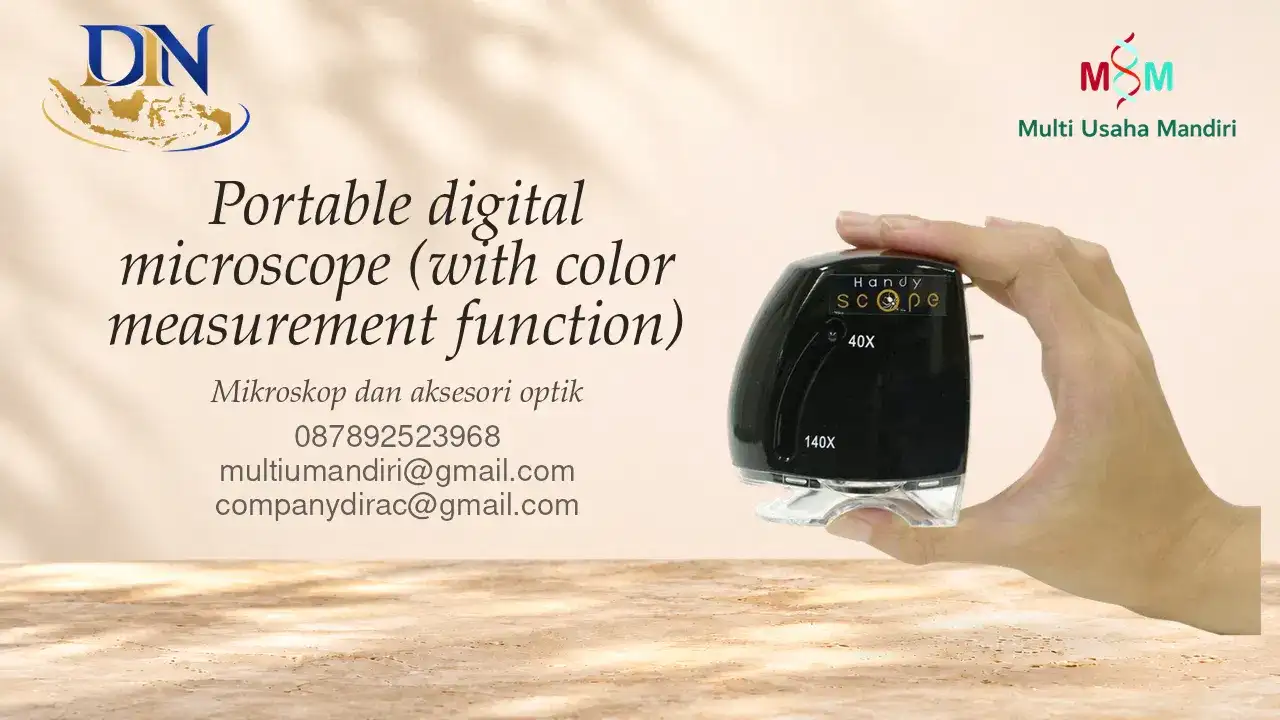 DIN
MSM
Multi Usaha Mandiri
Portable digital
microscope (with color
measurement function)
Mikroskop dan aksesori optik
087892523968
multiumandiri@gmail.com
companydirac@gmail.com
Handy
scope
40X
140X